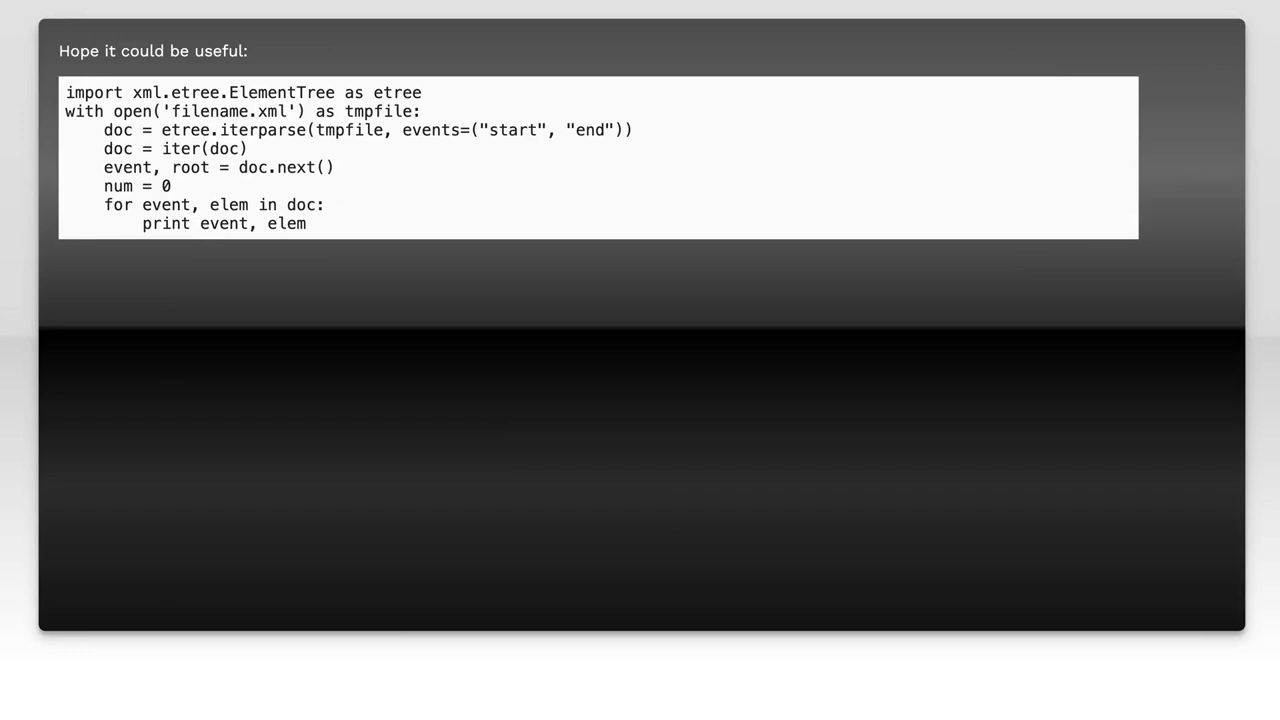 Hope it could be useful:
import xml.etree.ElementTree as etree
with open('filename.xml') as tmpfile:
    doc = etree.iterparse(tmpfile, events=("start", "end"))
    doc = iter(doc)
    event, root = doc.next()
    num = 0
    for event, elem in doc:
        print event, elem